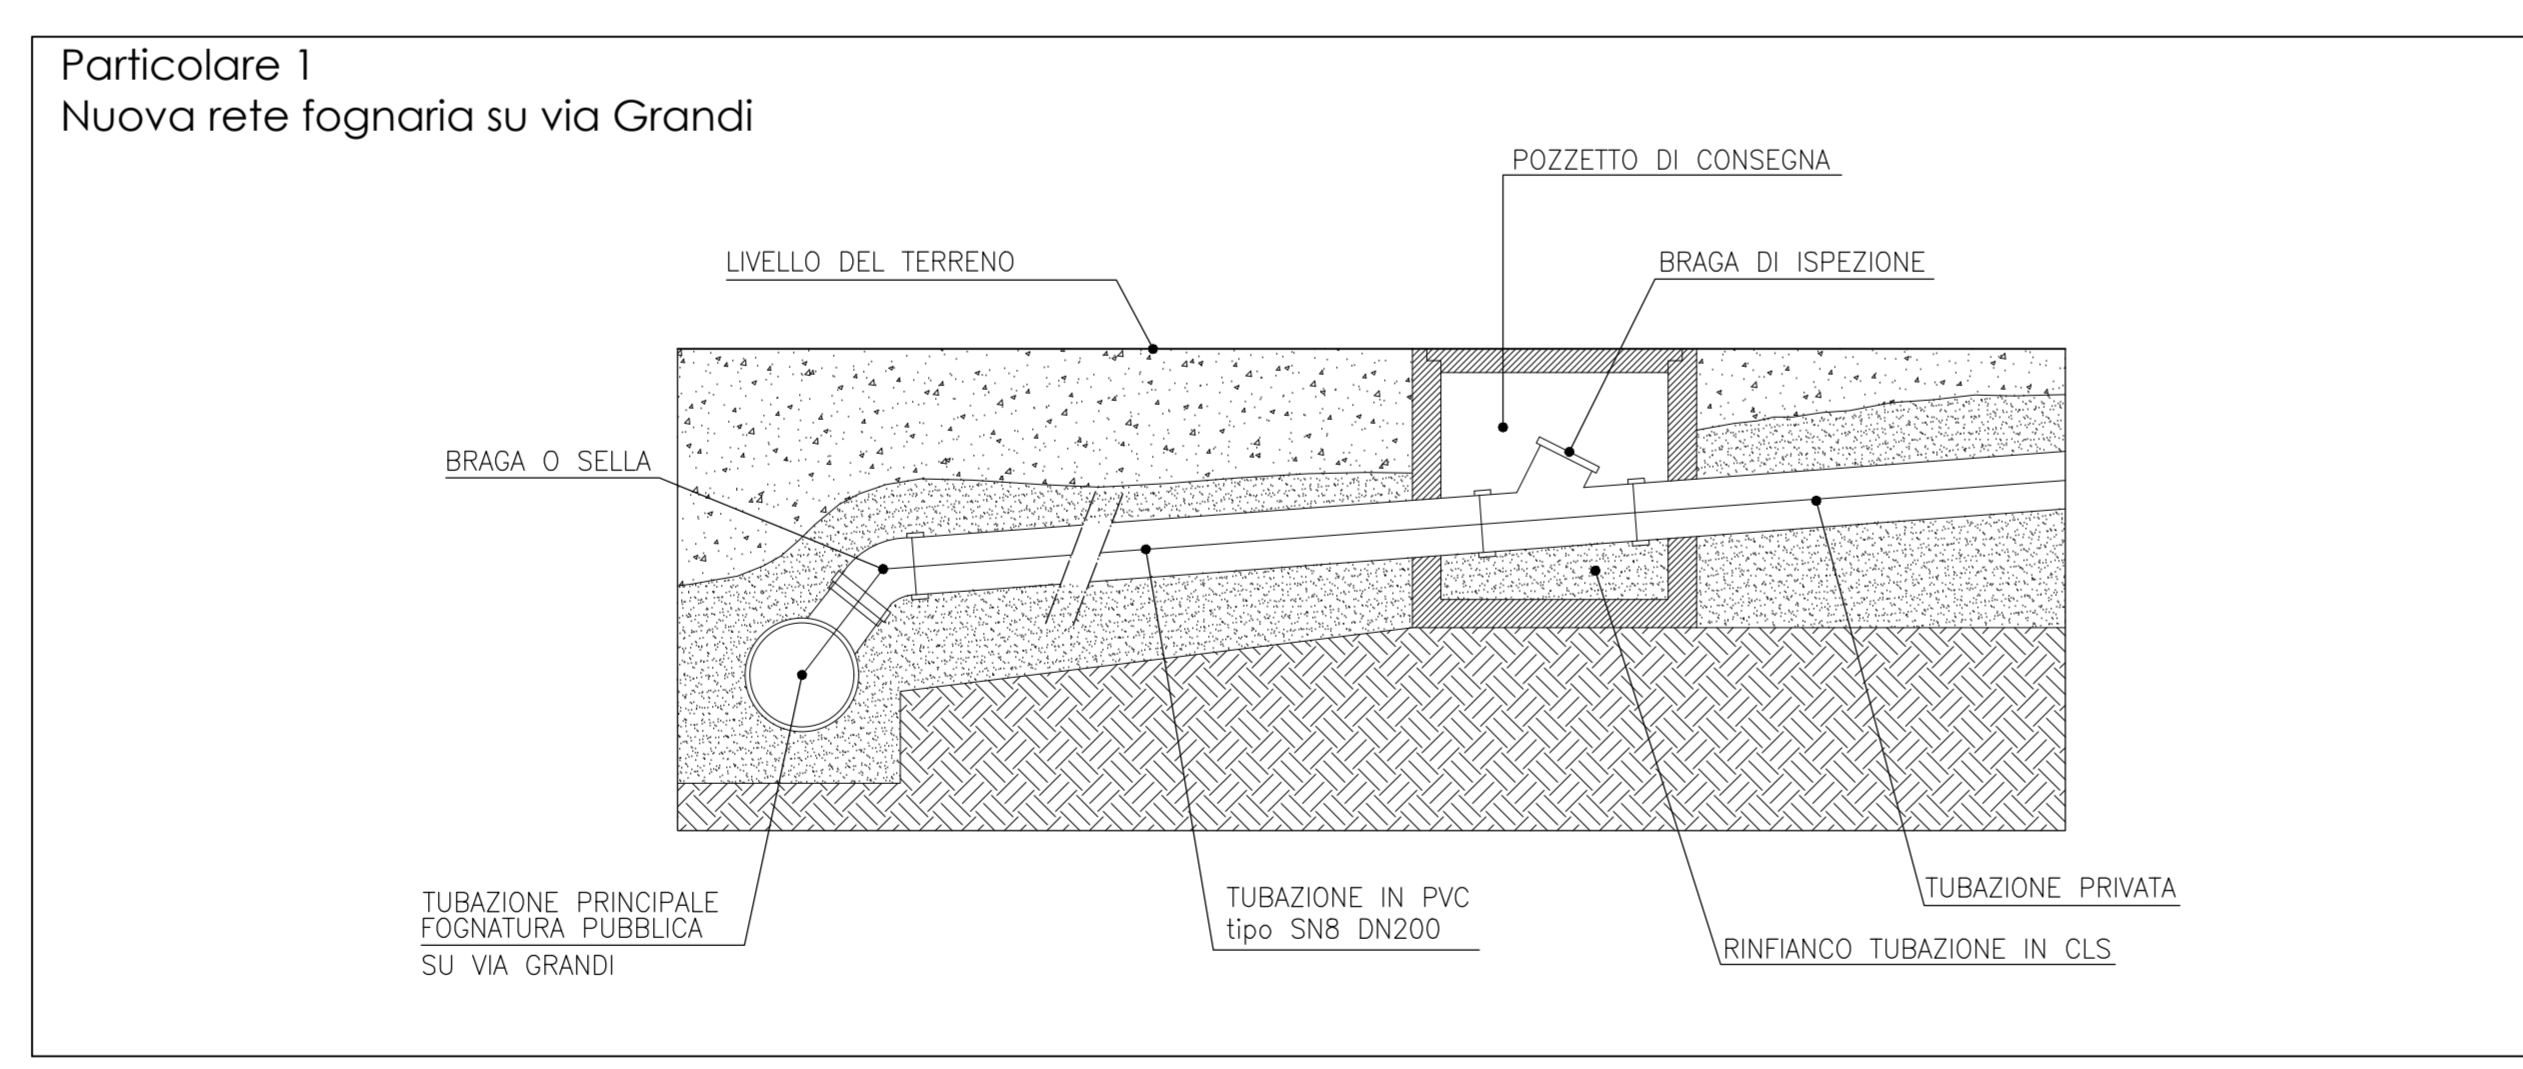 Particolare 1
Nuova rete fognaria su via Grandi
POZZETTO DI CONSEGNA
LIVELLO DEL TERRENO
BRAGA DI ISPEZIONE
BRAGA O SELLA
TUBAZIONE PRINCIPALE
FOGNATURA PUBBLICA
SU VIA GRANDI
TUBAZIONE IN PVC
tipo SN8 DN200
TUBAZIONE PRIVATA
RINFIANCO TUBAZIONE IN CLS